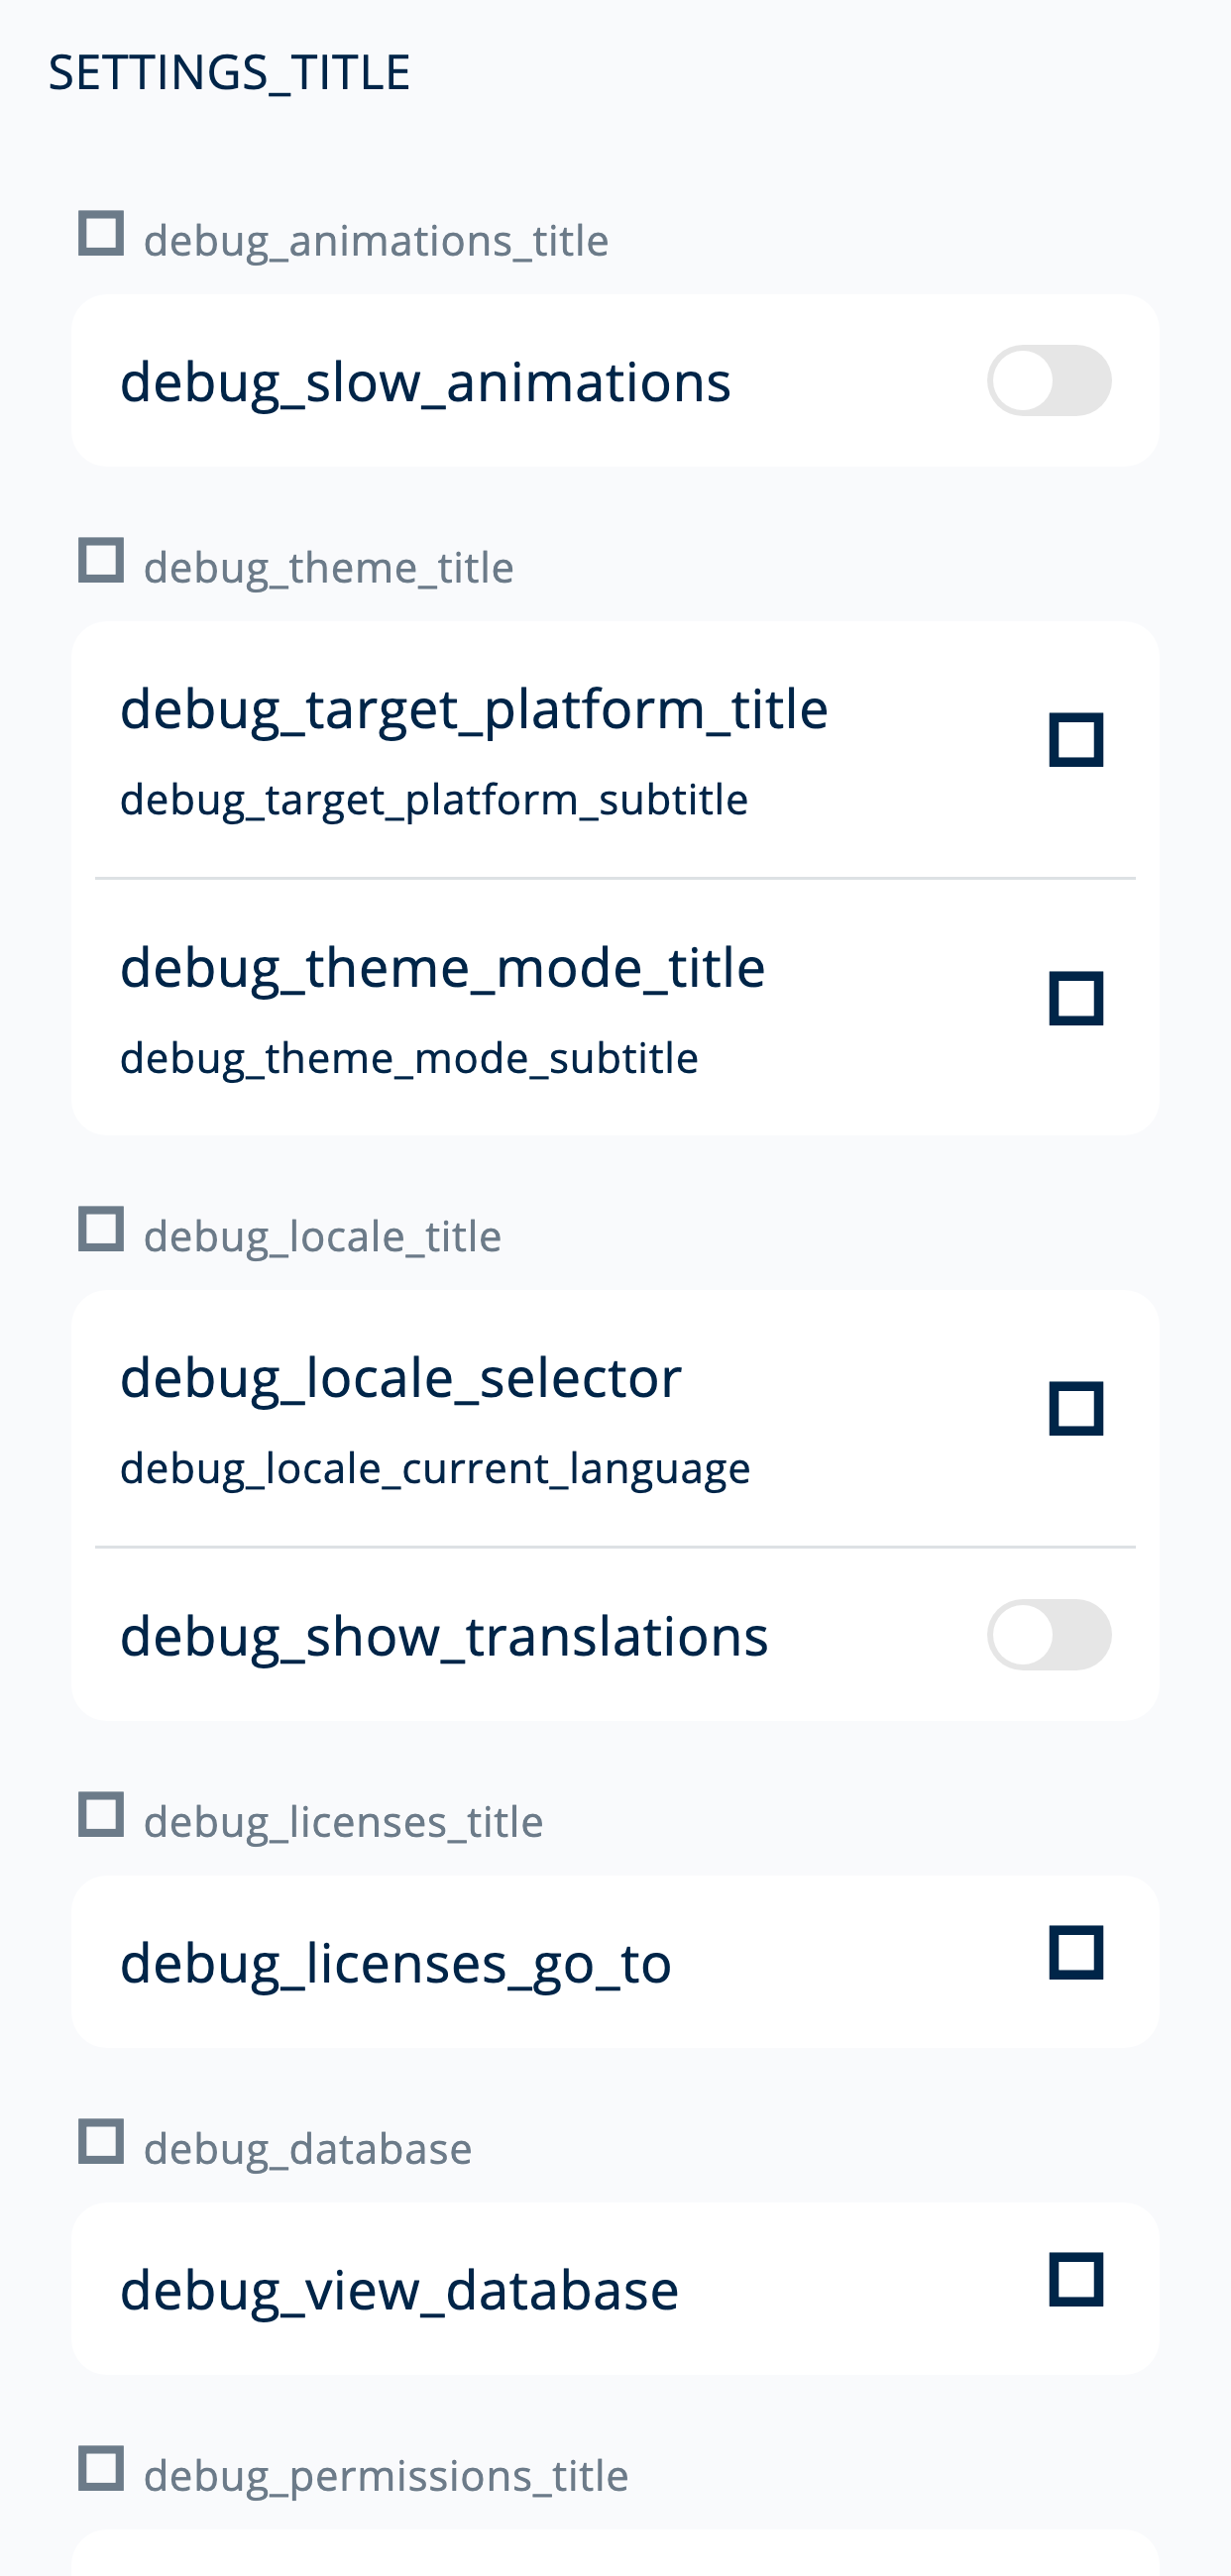 SETTINGS_TITLE
debug_animations_title
debug_slow_animations
debug_theme_title
debug_target_platform_title
debug_target_platform_subtitle
debug_theme_mode_title
debug_theme_mode_subtitle
debug_locale_title
debug_locale_selector
debug_locale_current_language
debug_show_translations
debug_licenses_title
debug_licenses_go_to
debug_database
debug_view_database
debug_permissions_title